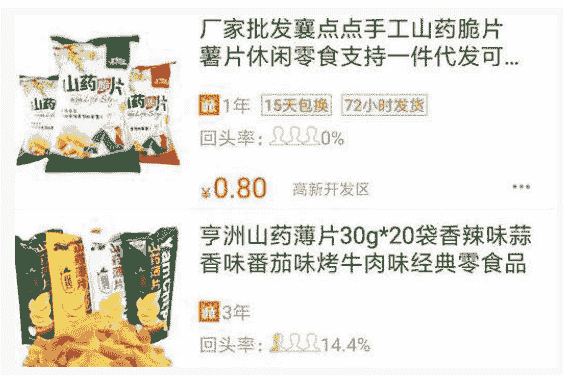 山药脆片
厂家批发襄点点手工山药脆片
薯片休闲零食支持一件代发可…
1年 15天包换 72小时发货
回头率: 0%
¥0.80 高新开发区 ···
亨洲山药薄片30g*20袋香辣味蒜
香味番茄味烤牛肉味经典零食品
3年
回头率: 14.4%